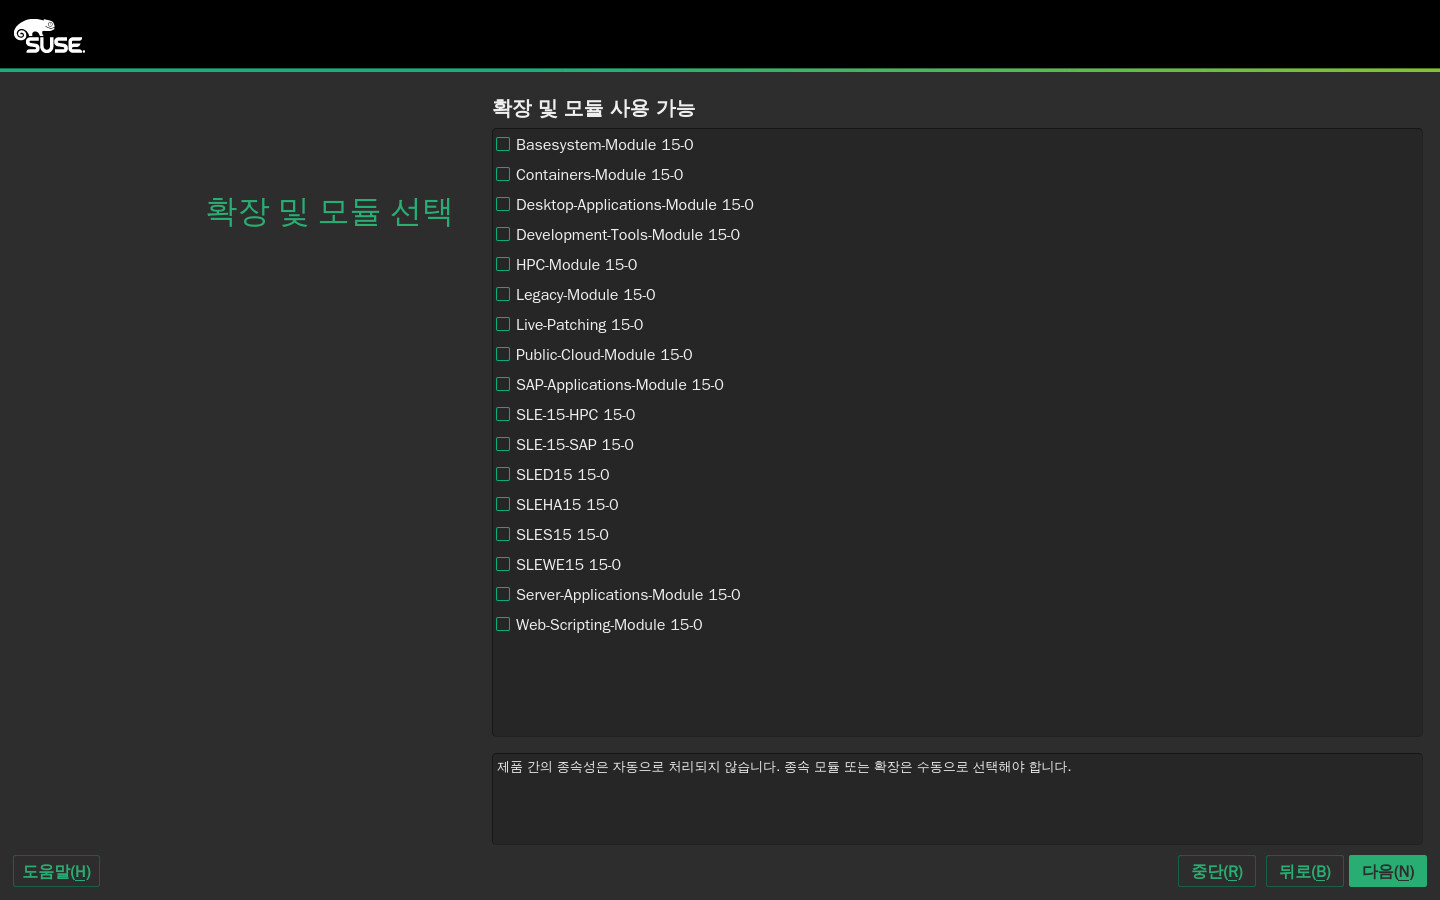 SUSE
확장 및 모듈 사용 가능
확장 및 모듈 선택
Basesystem-Module 15-0
Containers-Module 15-0
Desktop-Applications-Module 15-0
Development-Tools-Module 15-0
HPC-Module 15-0
Legacy-Module 15-0
Live-Patching 15-0
Public-Cloud-Module 15-0
SAP-Applications-Module 15-0
SLE-15-HPC 15-0
SLE-15-SAP 15-0
SLED15 15-0
SLEHA15 15-0
SLES15 15-0
SLEWE15 15-0
Server-Applications-Module 15-0
Web-Scripting-Module 15-0
제품 간의 종속성은 자동으로 처리되지 않습니다. 종속 모듈 또는 확장은 수동으로 선택해야 합니다.
도움말(H)
중단(R)
뒤로(B)
다음(N)